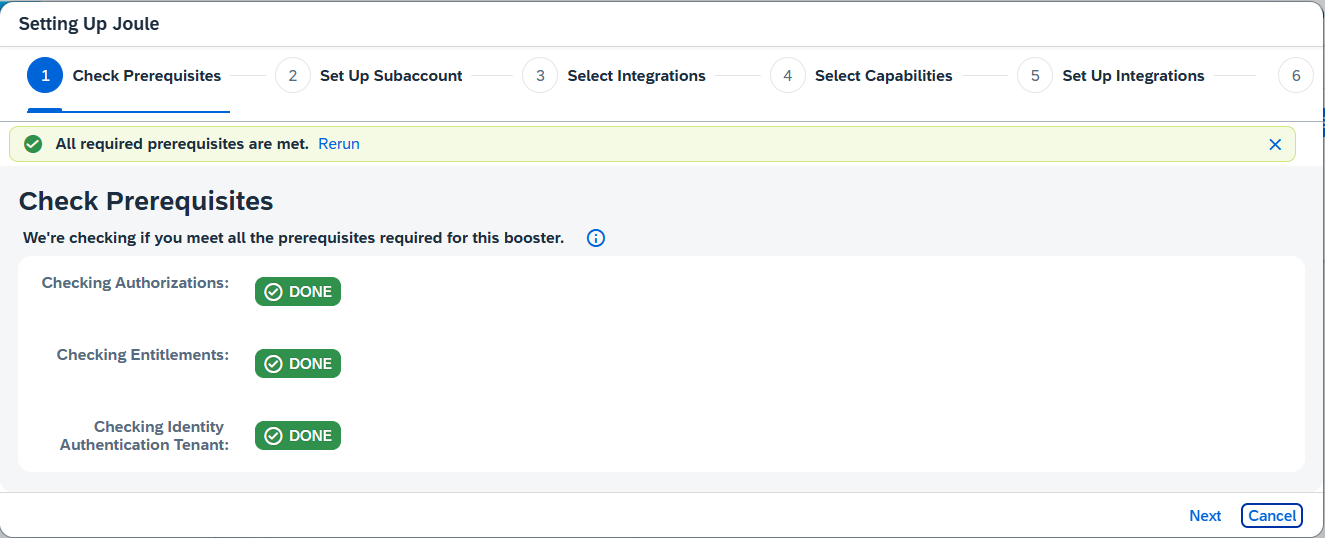 Setting Up Joule
1 Check Prerequisites 2 Set Up Subaccount 3 Select Integrations 4 Select Capabilities 5 Set Up Integrations 6
All required prerequisites are met. Rerun
Check Prerequisites
We're checking if you meet all the prerequisites required for this booster.
Checking Authorizations: DONE
Checking Entitlements: DONE
Checking Identity
Authentication Tenant: DONE
Next Cancel